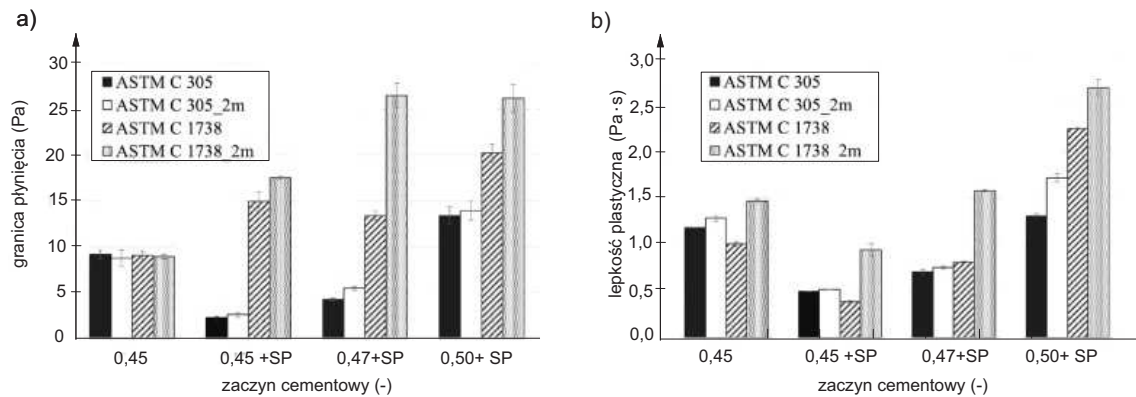 a)
granica płynięcia (Pa)
30
25
20
15
10
5
0
ASTM C 305
ASTM C 305_2m
ASTM C 1738
ASTM C 1738_2m
0,45 0,45 +SP 0,47+SP 0,50+ SP
zaczyn cementowy (-)
b)
lepkość plastyczna (Pa·s)
3,0
2,5
2,0
1,5
1,0
0,5
0,0
ASTM C 305
ASTM C 305_2m
ASTM C 1738
ASTM C 1738_2m
0,45 0,45 +SP 0,47+SP 0,50+ SP
zaczyn cementowy (-)